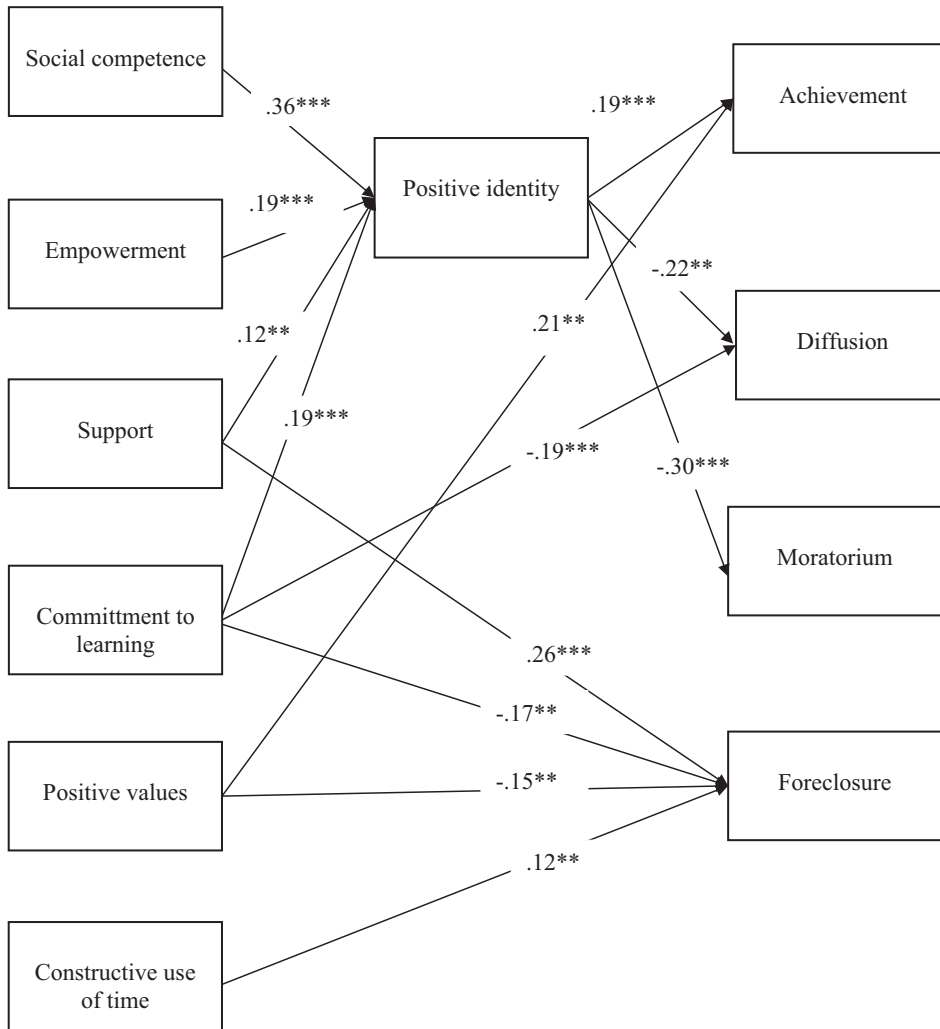 Social competence
.36***
.19***
Achievement
Positive identity
Empowerment
.19***
-.22**
.12**
.21**
Diffusion
Support
.19***
-.19***
-.30***
Moratorium
Committment to
learning
.26***
-.17**
Positive values
-.15**
Foreclosure
.12**
Constructive use
of time